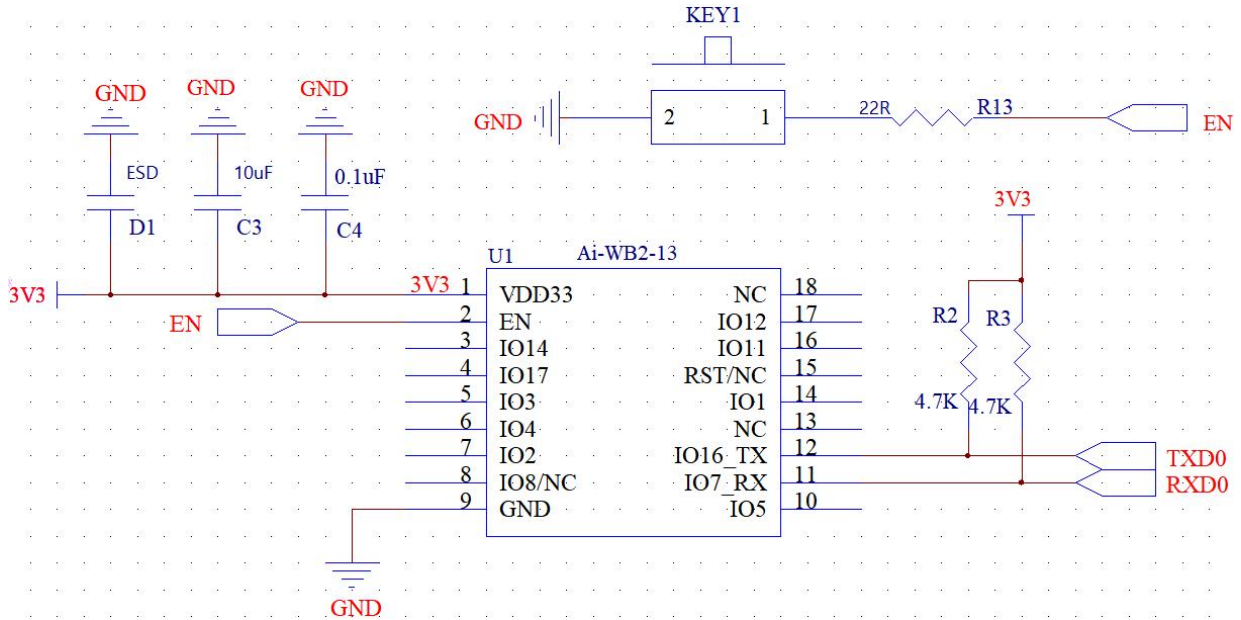 KEY1
GND
GND
GND
GND
2
1
22R
R13
EN
ESD
10uF
0.1uF
D1
C3
C4
3V3
U1
Ai-WB2-13
3V3
3V3
1
VDD33
NC
18
EN
2
EN
IO12
17
3
IO14
IO11
16
4
IO17
RST/NC
15
5
IO3
IO1
14
6
IO4
NC
13
7
IO2
IO16_TX
12
8
IO8/NC
IO7_RX
11
9
GND
IO5
10
R2
R3
4.7K
4.7K
TXD0
RXD0
GND